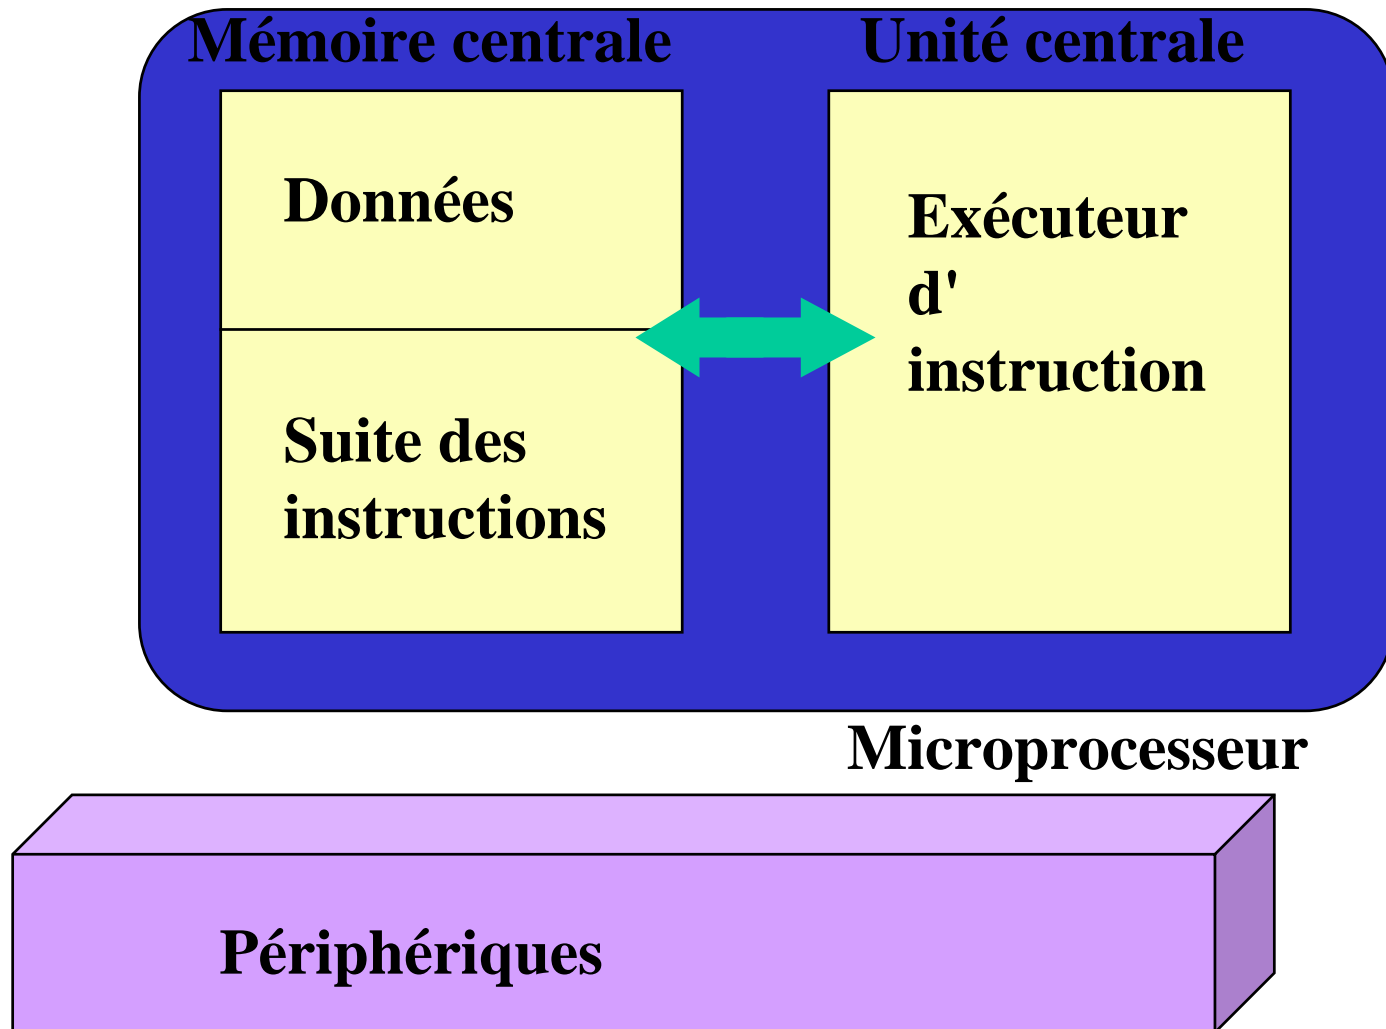 Mémoire centrale
Unité centrale
Données
Suite des
instructions
Exécuteur
d'
instruction
Microprocesseur
Périphériques